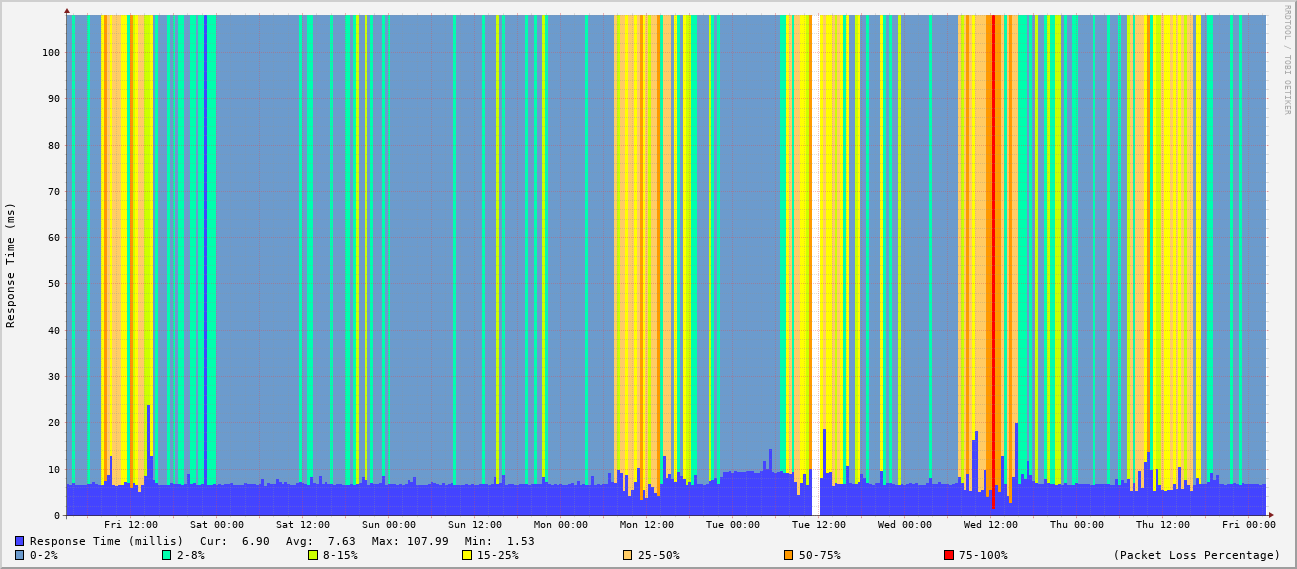 RRDTOOL / TOBI OETIKER
Response Time (ms)
100
90
80
70
60
50
40
30
20
10
0
Fri 12:00 Sat 00:00 Sat 12:00 Sun 00:00 Sun 12:00 Mon 00:00 Mon 12:00 Tue 00:00 Tue 12:00 Wed 00:00 Wed 12:00 Thu 00:00 Thu 12:00 Fri 00:00
Response Time (millis) Cur: 6.90 Avg: 7.63 Max: 107.99 Min: 1.53
0-2% 2-8% 8-15% 15-25% 25-50% 50-75% 75-100% (Packet Loss Percentage)